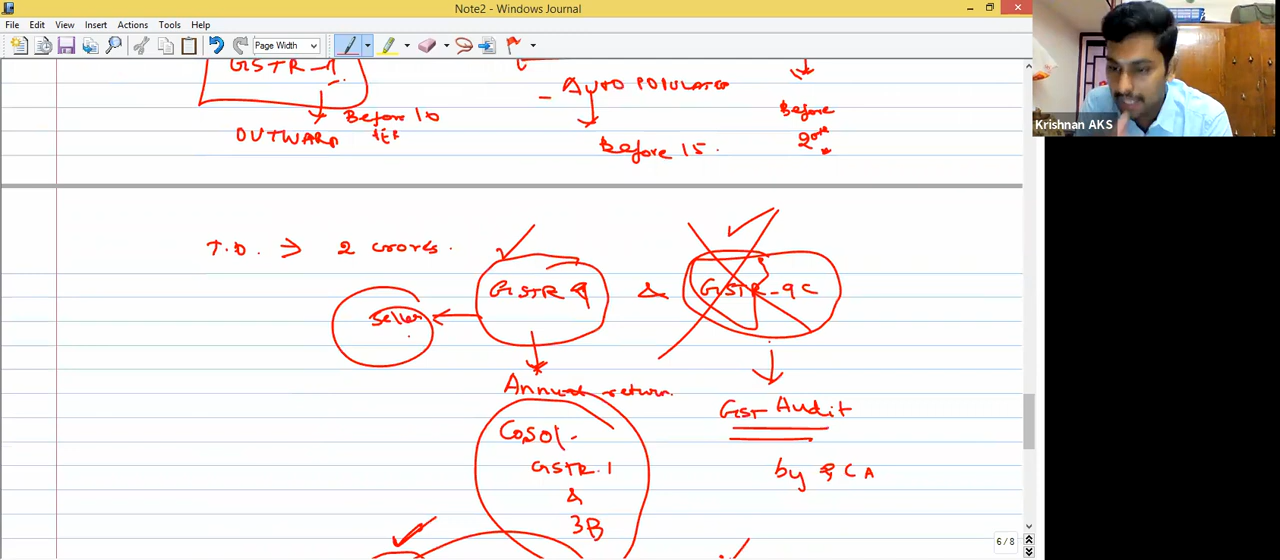 Note2 - Windows Journal
File Edit View Insert Actions Tools Help
Page Width
Krishnan AKS
GSTR-1
AUTO POPULATED
Before 10
OUTWARD
Before 15.
Before
20th
T.O. > 2 crores.
GSTR 9 & GSTR-9C
Seller
Annual return.
GST Audit
Cosol-
GSTR.1
by CA
&
3B
6 / 8